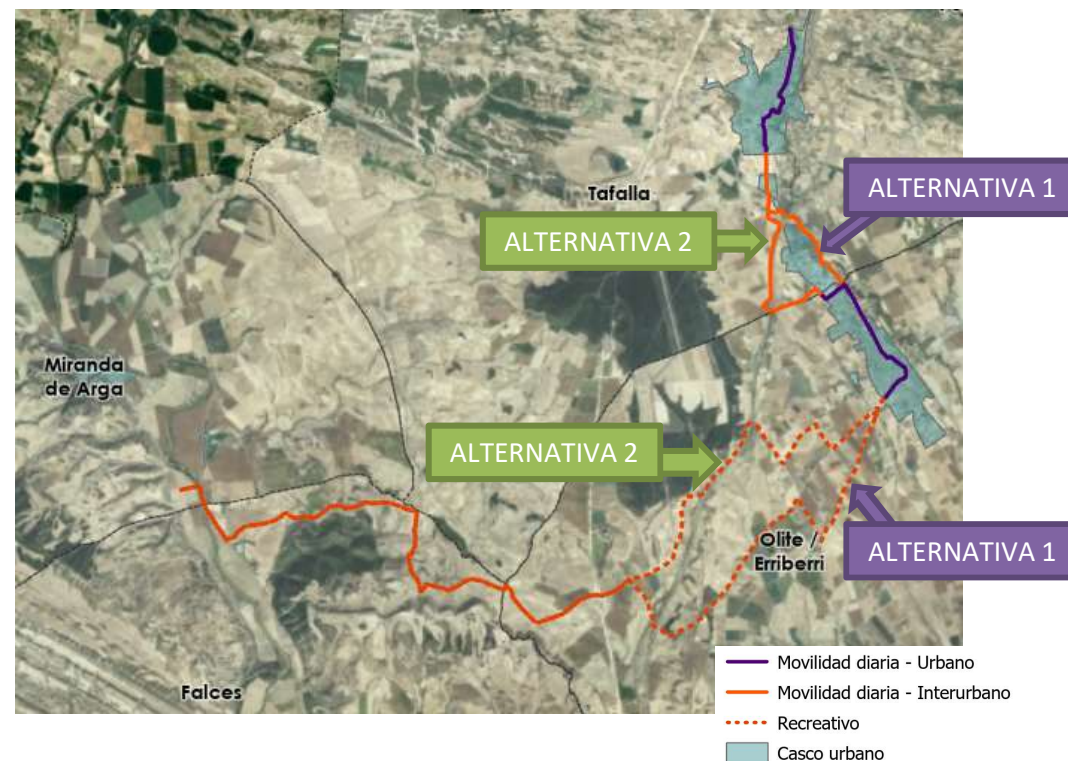 Tafalla
ALTERNATIVA 1
ALTERNATIVA 2
Miranda
de Arga
ALTERNATIVA 2
Olite /
Erriberri
ALTERNATIVA 1
Falces
Movilidad diaria - Urbano
Movilidad diaria - Interurbano
Recreativo
Casco urbano